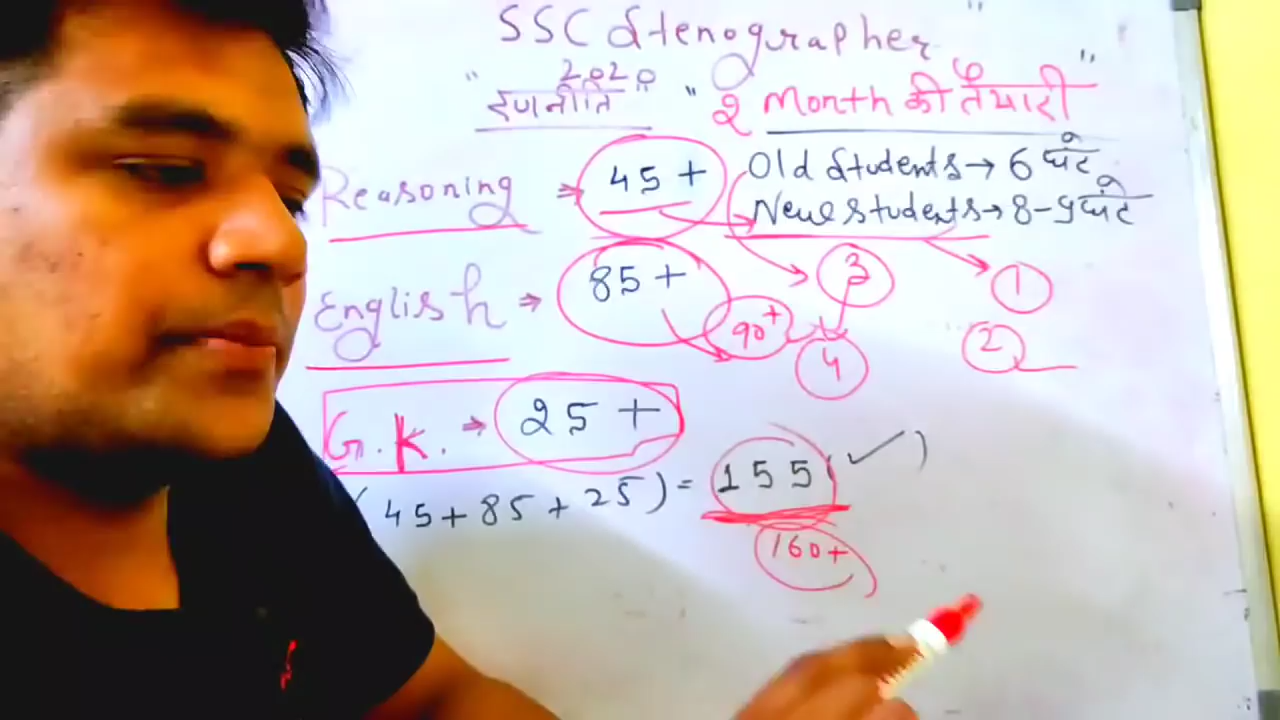 SSC Stenographer "
" 2020 रणनीति " 2 Month की तैयारी "
Reasoning ⇒ 45+
Old Students → 6 घंटे
New Students → 8-9 घंटे
English ⇒ 85+
90+
3
4
1
2
G.K. ⇒ 25+
(45+85+25) = 155 (✓)
160+